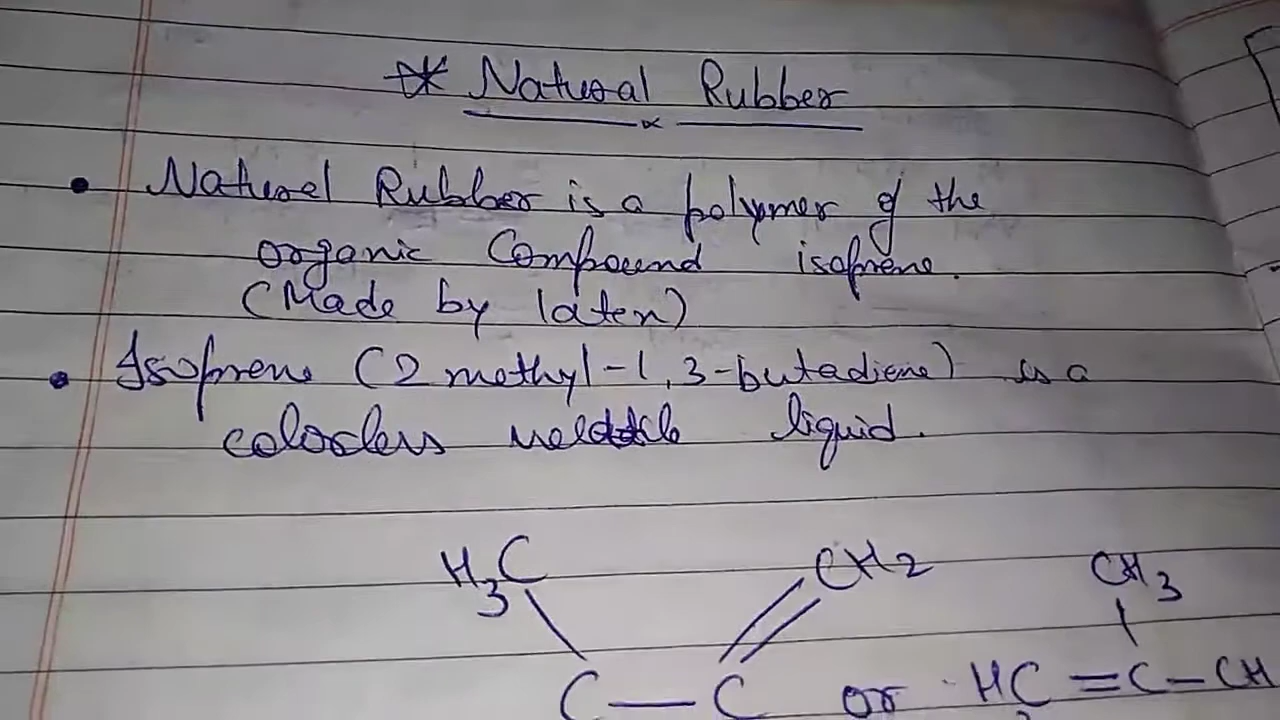 * Natural Rubber
Natural Rubber is a polymer of the
organic Compound isoprene.
(Made by latex)
Isoprene (2 methyl-1,3-butadiene) is a
colorless liquid.
H3C CH2 CH3
C — C or HC = C - CH